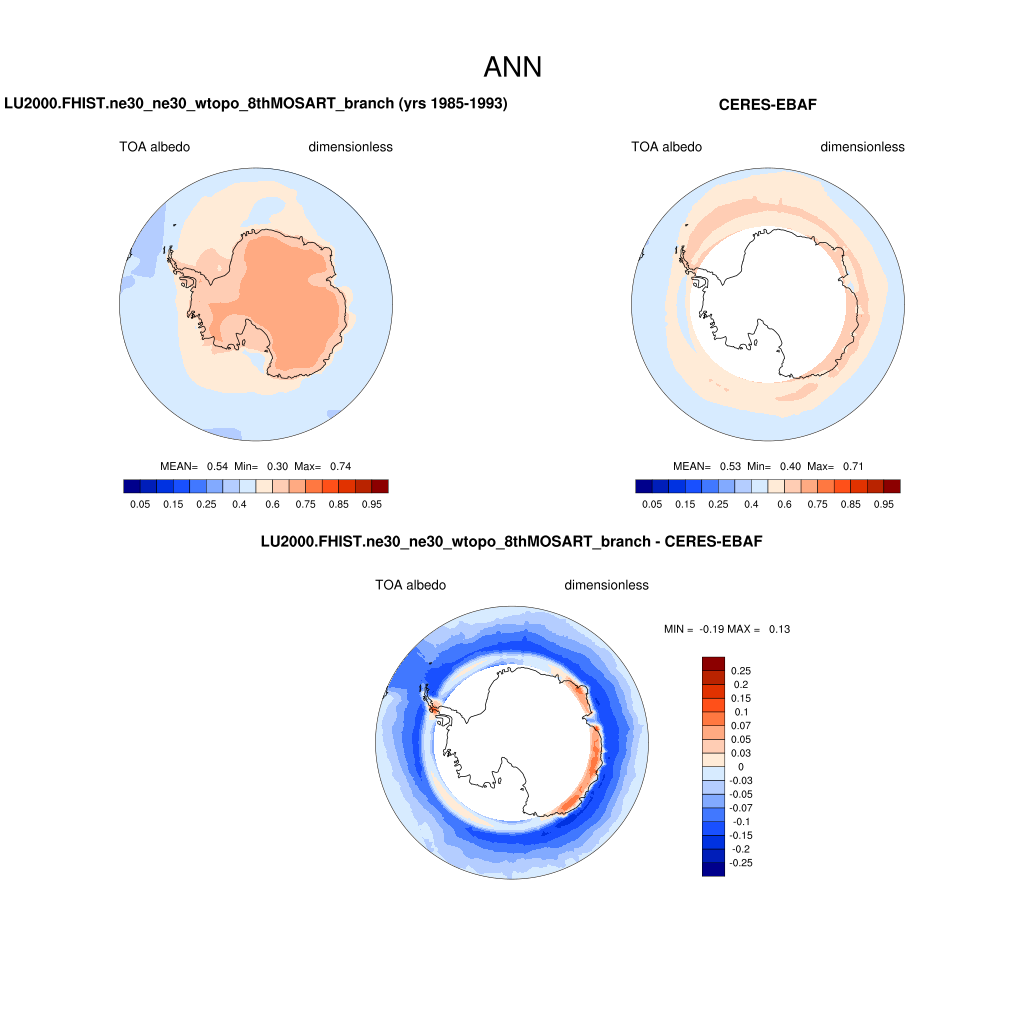 ANN
LU2000.FHIST.ne30_ne30_wtopo_8thMOSART_branch (yrs 1985-1993)
CERES-EBAF
TOA albedo dimensionless
TOA albedo dimensionless
MEAN= 0.54 Min= 0.30 Max= 0.74
MEAN= 0.53 Min= 0.40 Max= 0.71
0.05 0.15 0.25 0.4 0.6 0.75 0.85 0.95
0.05 0.15 0.25 0.4 0.6 0.75 0.85 0.95
LU2000.FHIST.ne30_ne30_wtopo_8thMOSART_branch - CERES-EBAF
TOA albedo dimensionless
MIN = -0.19 MAX = 0.13
0.25
0.2
0.15
0.1
0.07
0.05
0.03
0
-0.03
-0.05
-0.07
-0.1
-0.15
-0.2
-0.25